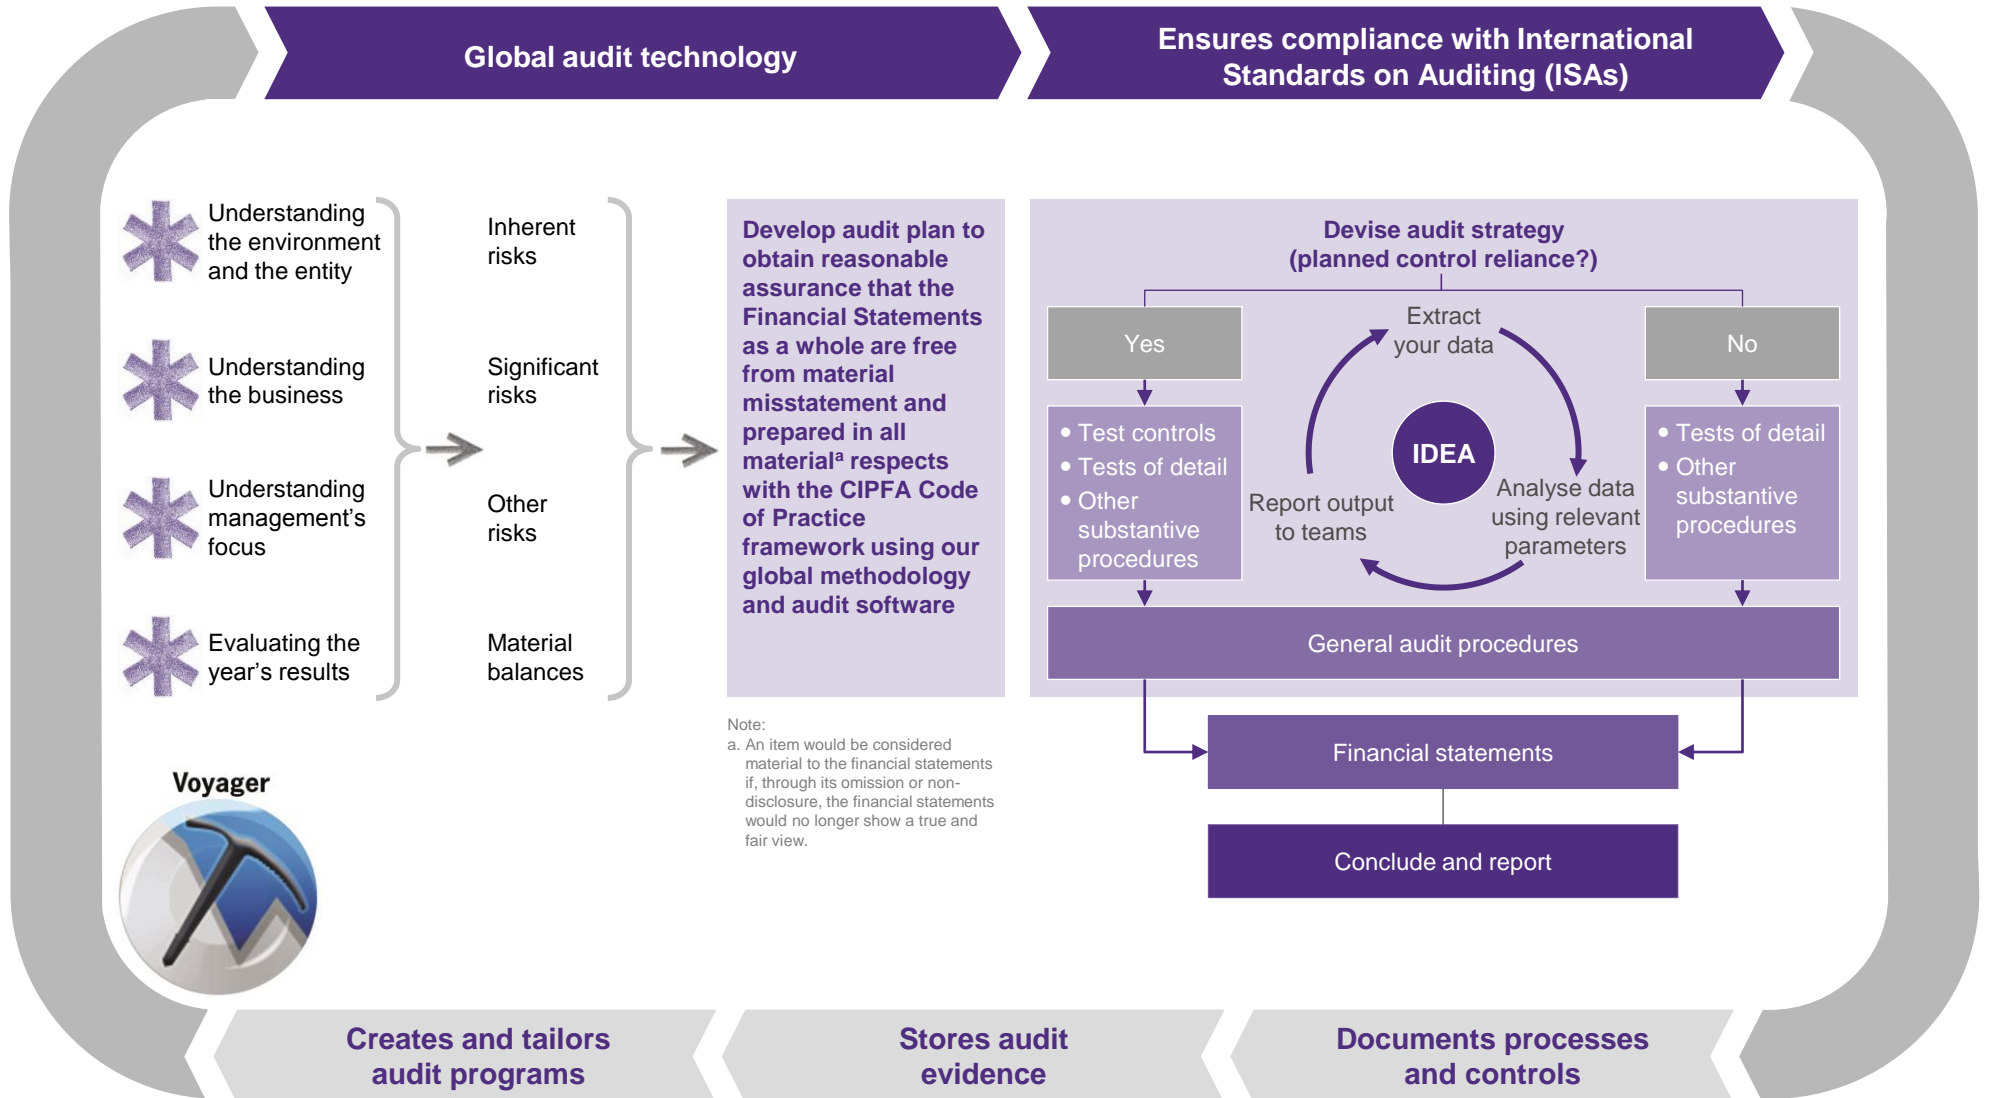 Global audit technology
Ensures compliance with International
Standards on Auditing (ISAs)
Understanding
the environment
and the entity
Understanding
the business
Understanding
management's
focus
Evaluating the
year's results
Inherent
risks
Significant
risks
Other
risks
Material
balances
Develop audit plan to
obtain reasonable
assurance that the
Financial Statements
as a whole are free
from material
misstatement and
prepared in all
materialᵃ respects
with the CIPFA Code
of Practice
framework using our
global methodology
and audit software
Note:
a. An item would be considered
material to the financial statements
if, through its omission or non-
disclosure, the financial statements
would no longer show a true and
fair view.
Devise audit strategy
(planned control reliance?)
Yes
• Test controls
• Tests of detail
• Other
substantive
procedures
Extract
your data
IDEA
Analyse data
using relevant
parameters
Report output
to teams
No
• Tests of detail
• Other
substantive
procedures
General audit procedures
Financial statements
Conclude and report
Voyager
Creates and tailors
audit programs
Stores audit
evidence
Documents processes
and controls